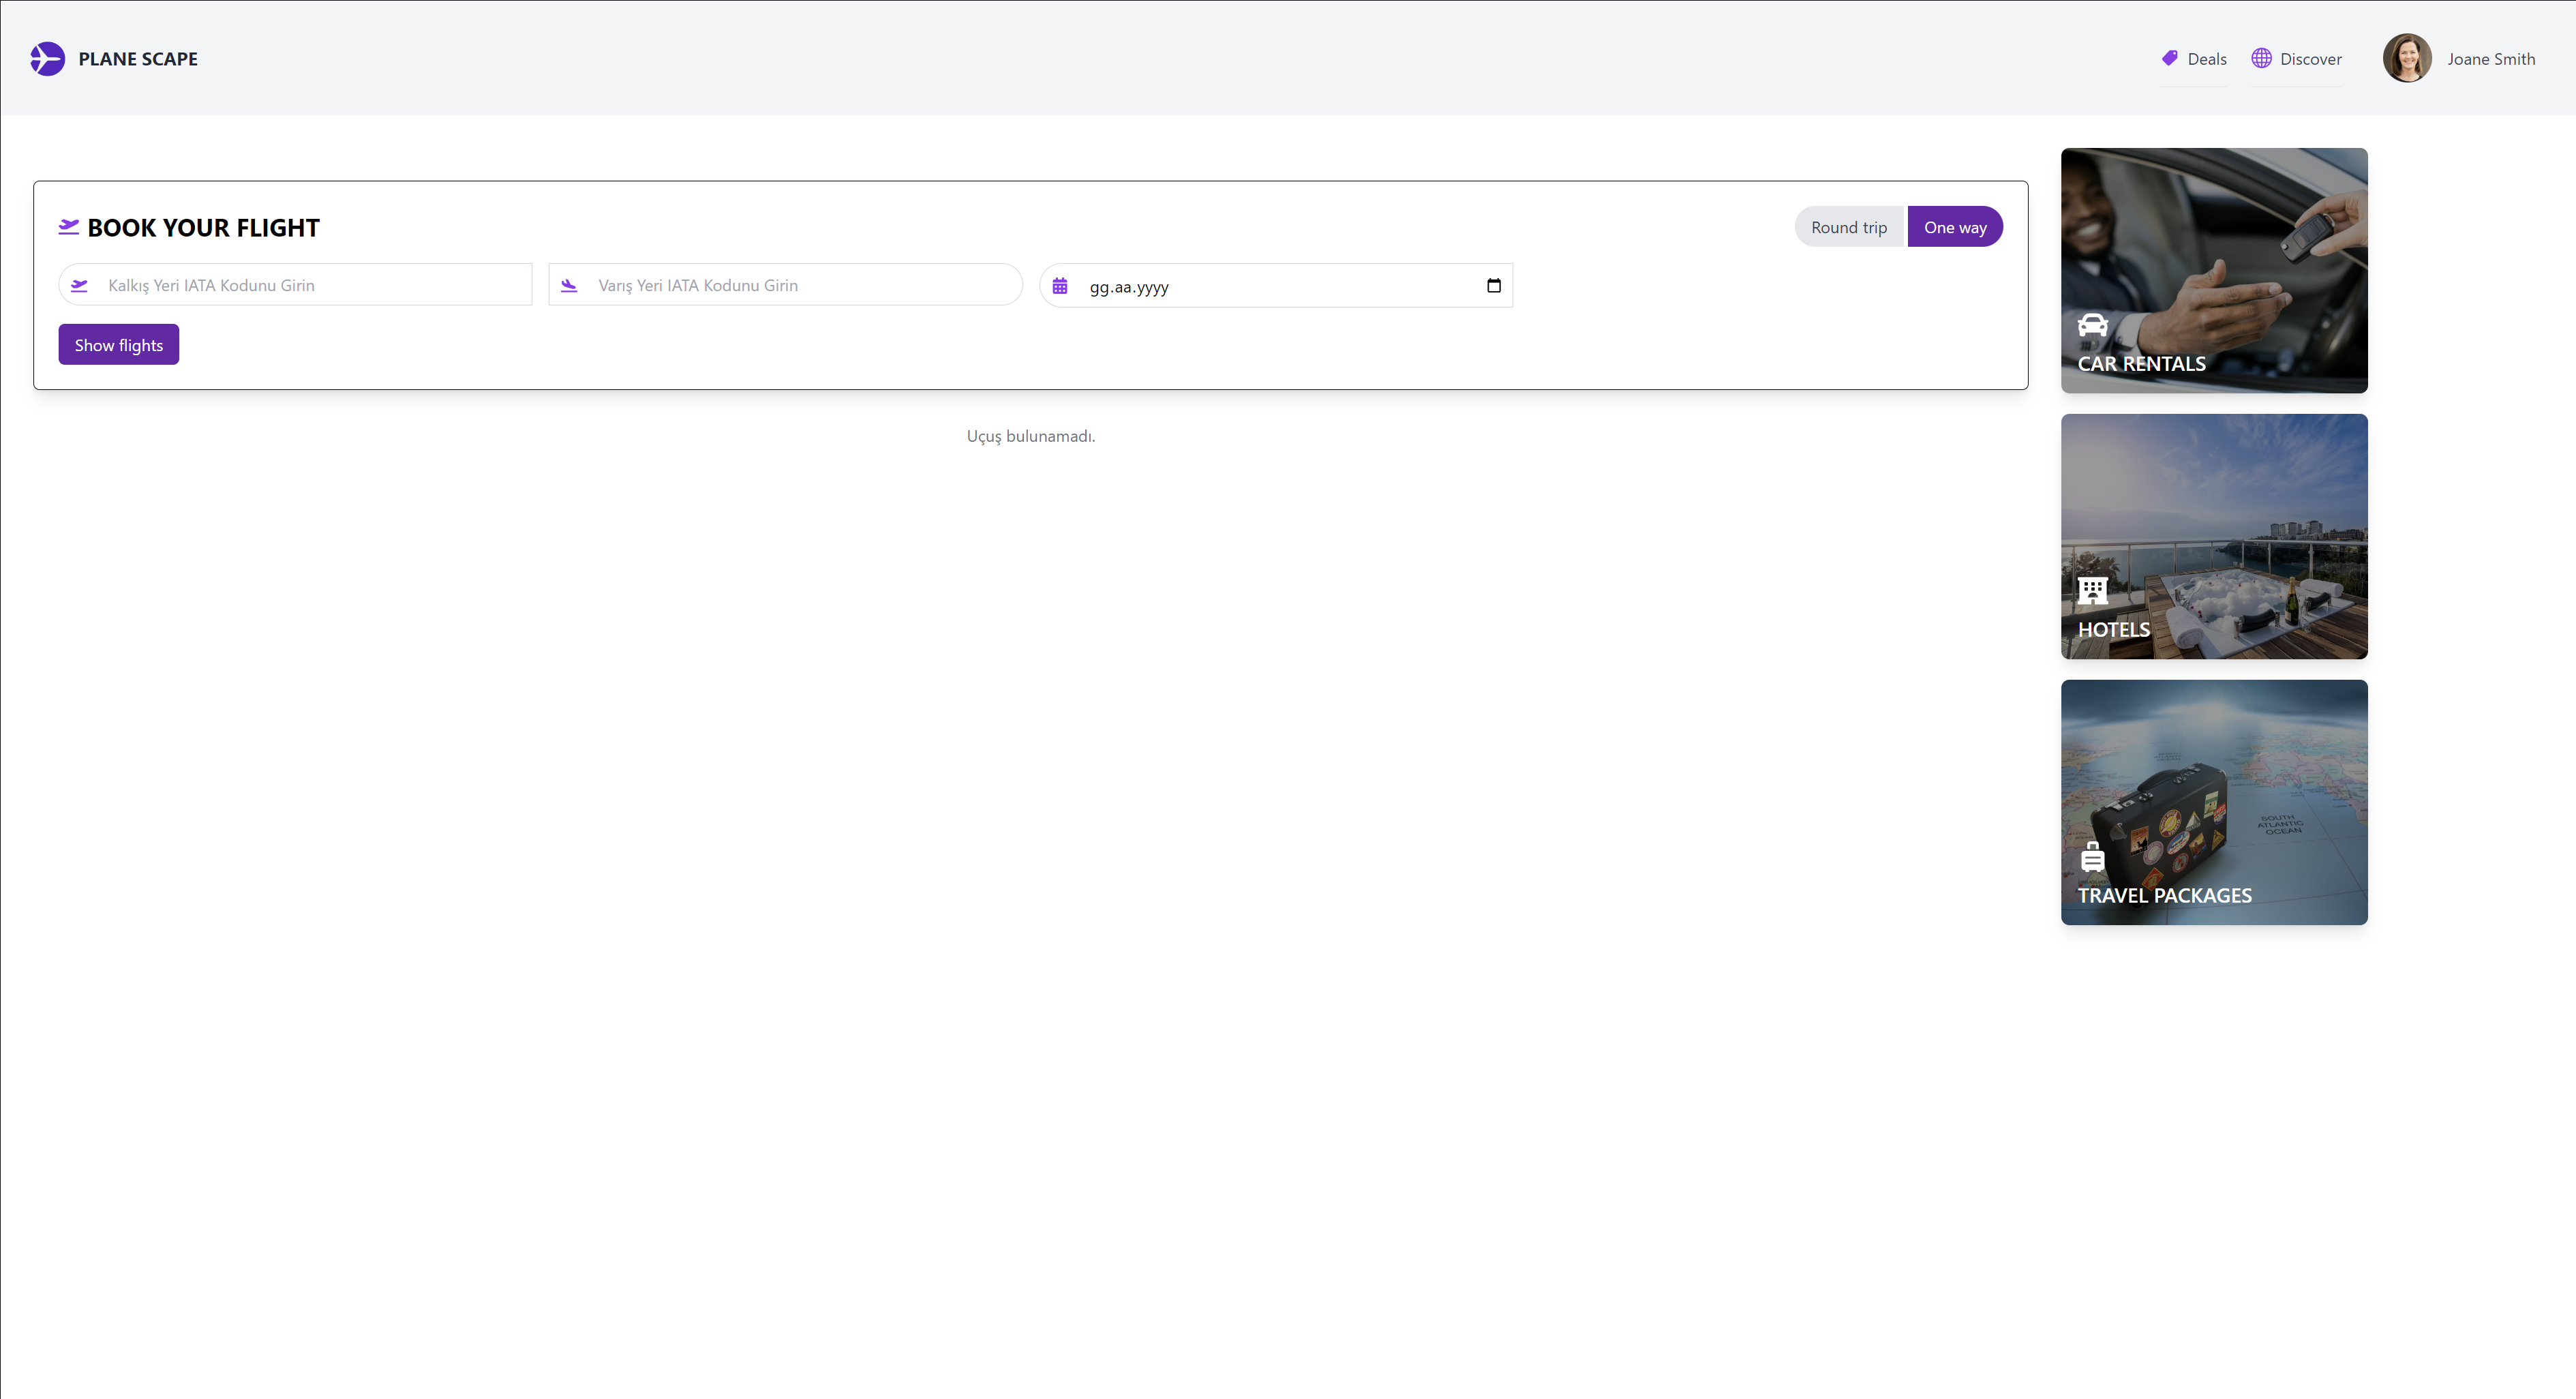 PLANE SCAPE
Deals
Discover
Joane Smith
BOOK YOUR FLIGHT
Round trip
One way
Kalkış Yeri IATA Kodunu Girin
Varış Yeri IATA Kodunu Girin
gg.aa.yyyy
Show flights
Uçuş bulunamadı.
CAR RENTALS
HOTELS
SOUTH
ATLANTIC
OCEAN
TRAVEL PACKAGES